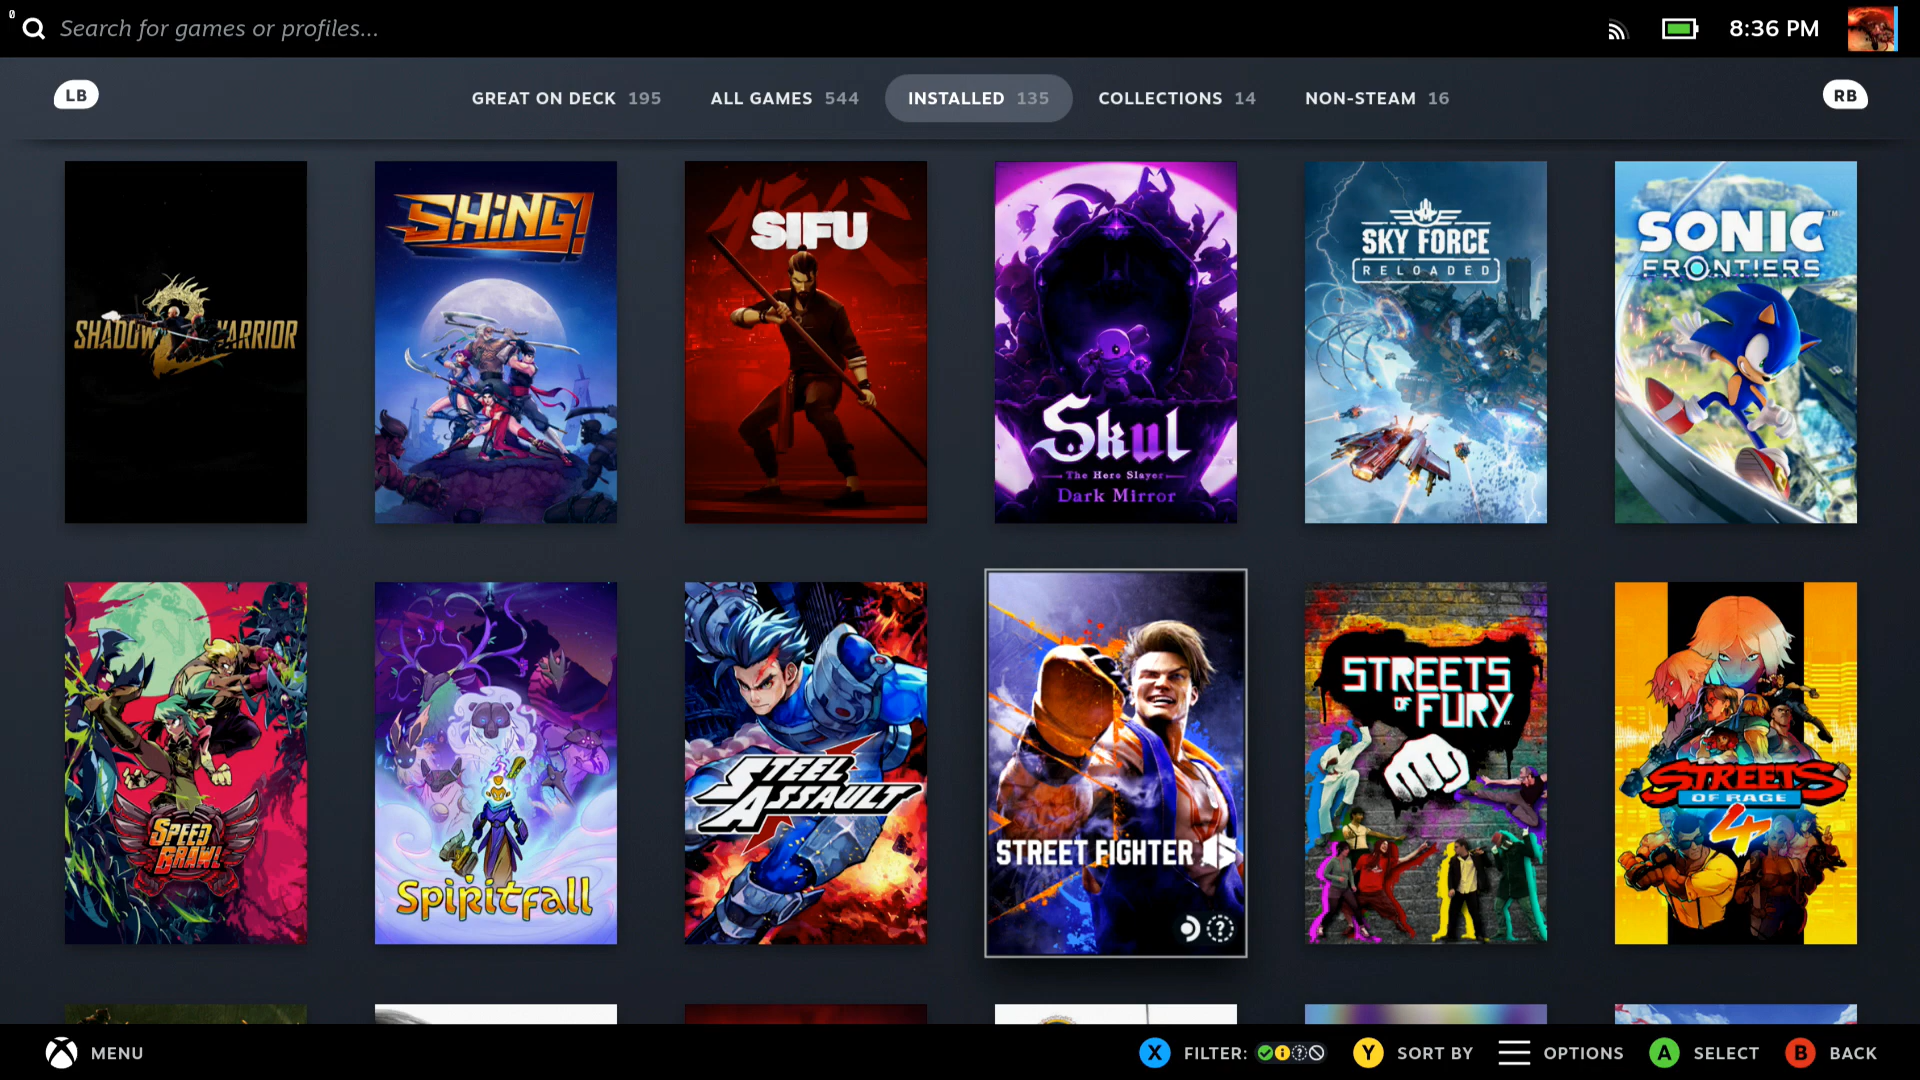 0
Search for games or profiles...
8:36 PM
LB
GREAT ON DECK 195
ALL GAMES 544
INSTALLED 135
COLLECTIONS 14
NON-STEAM 16
RB
SHADOW WARRIOR
2
SHiNG!
SIFU
Skul
The Hero Slayer
Dark Mirror
SKY FORCE
RELOADED
SONIC™
FRONTIERS
SPEED
BRAWL
Spiritfall
STEEL
ASSAULT
STREET FIGHTER 6
?
STREETS
OF FURY
STREETS
OF RAGE
4
MENU
X FILTER:
Y SORT BY
OPTIONS
A SELECT
B BACK